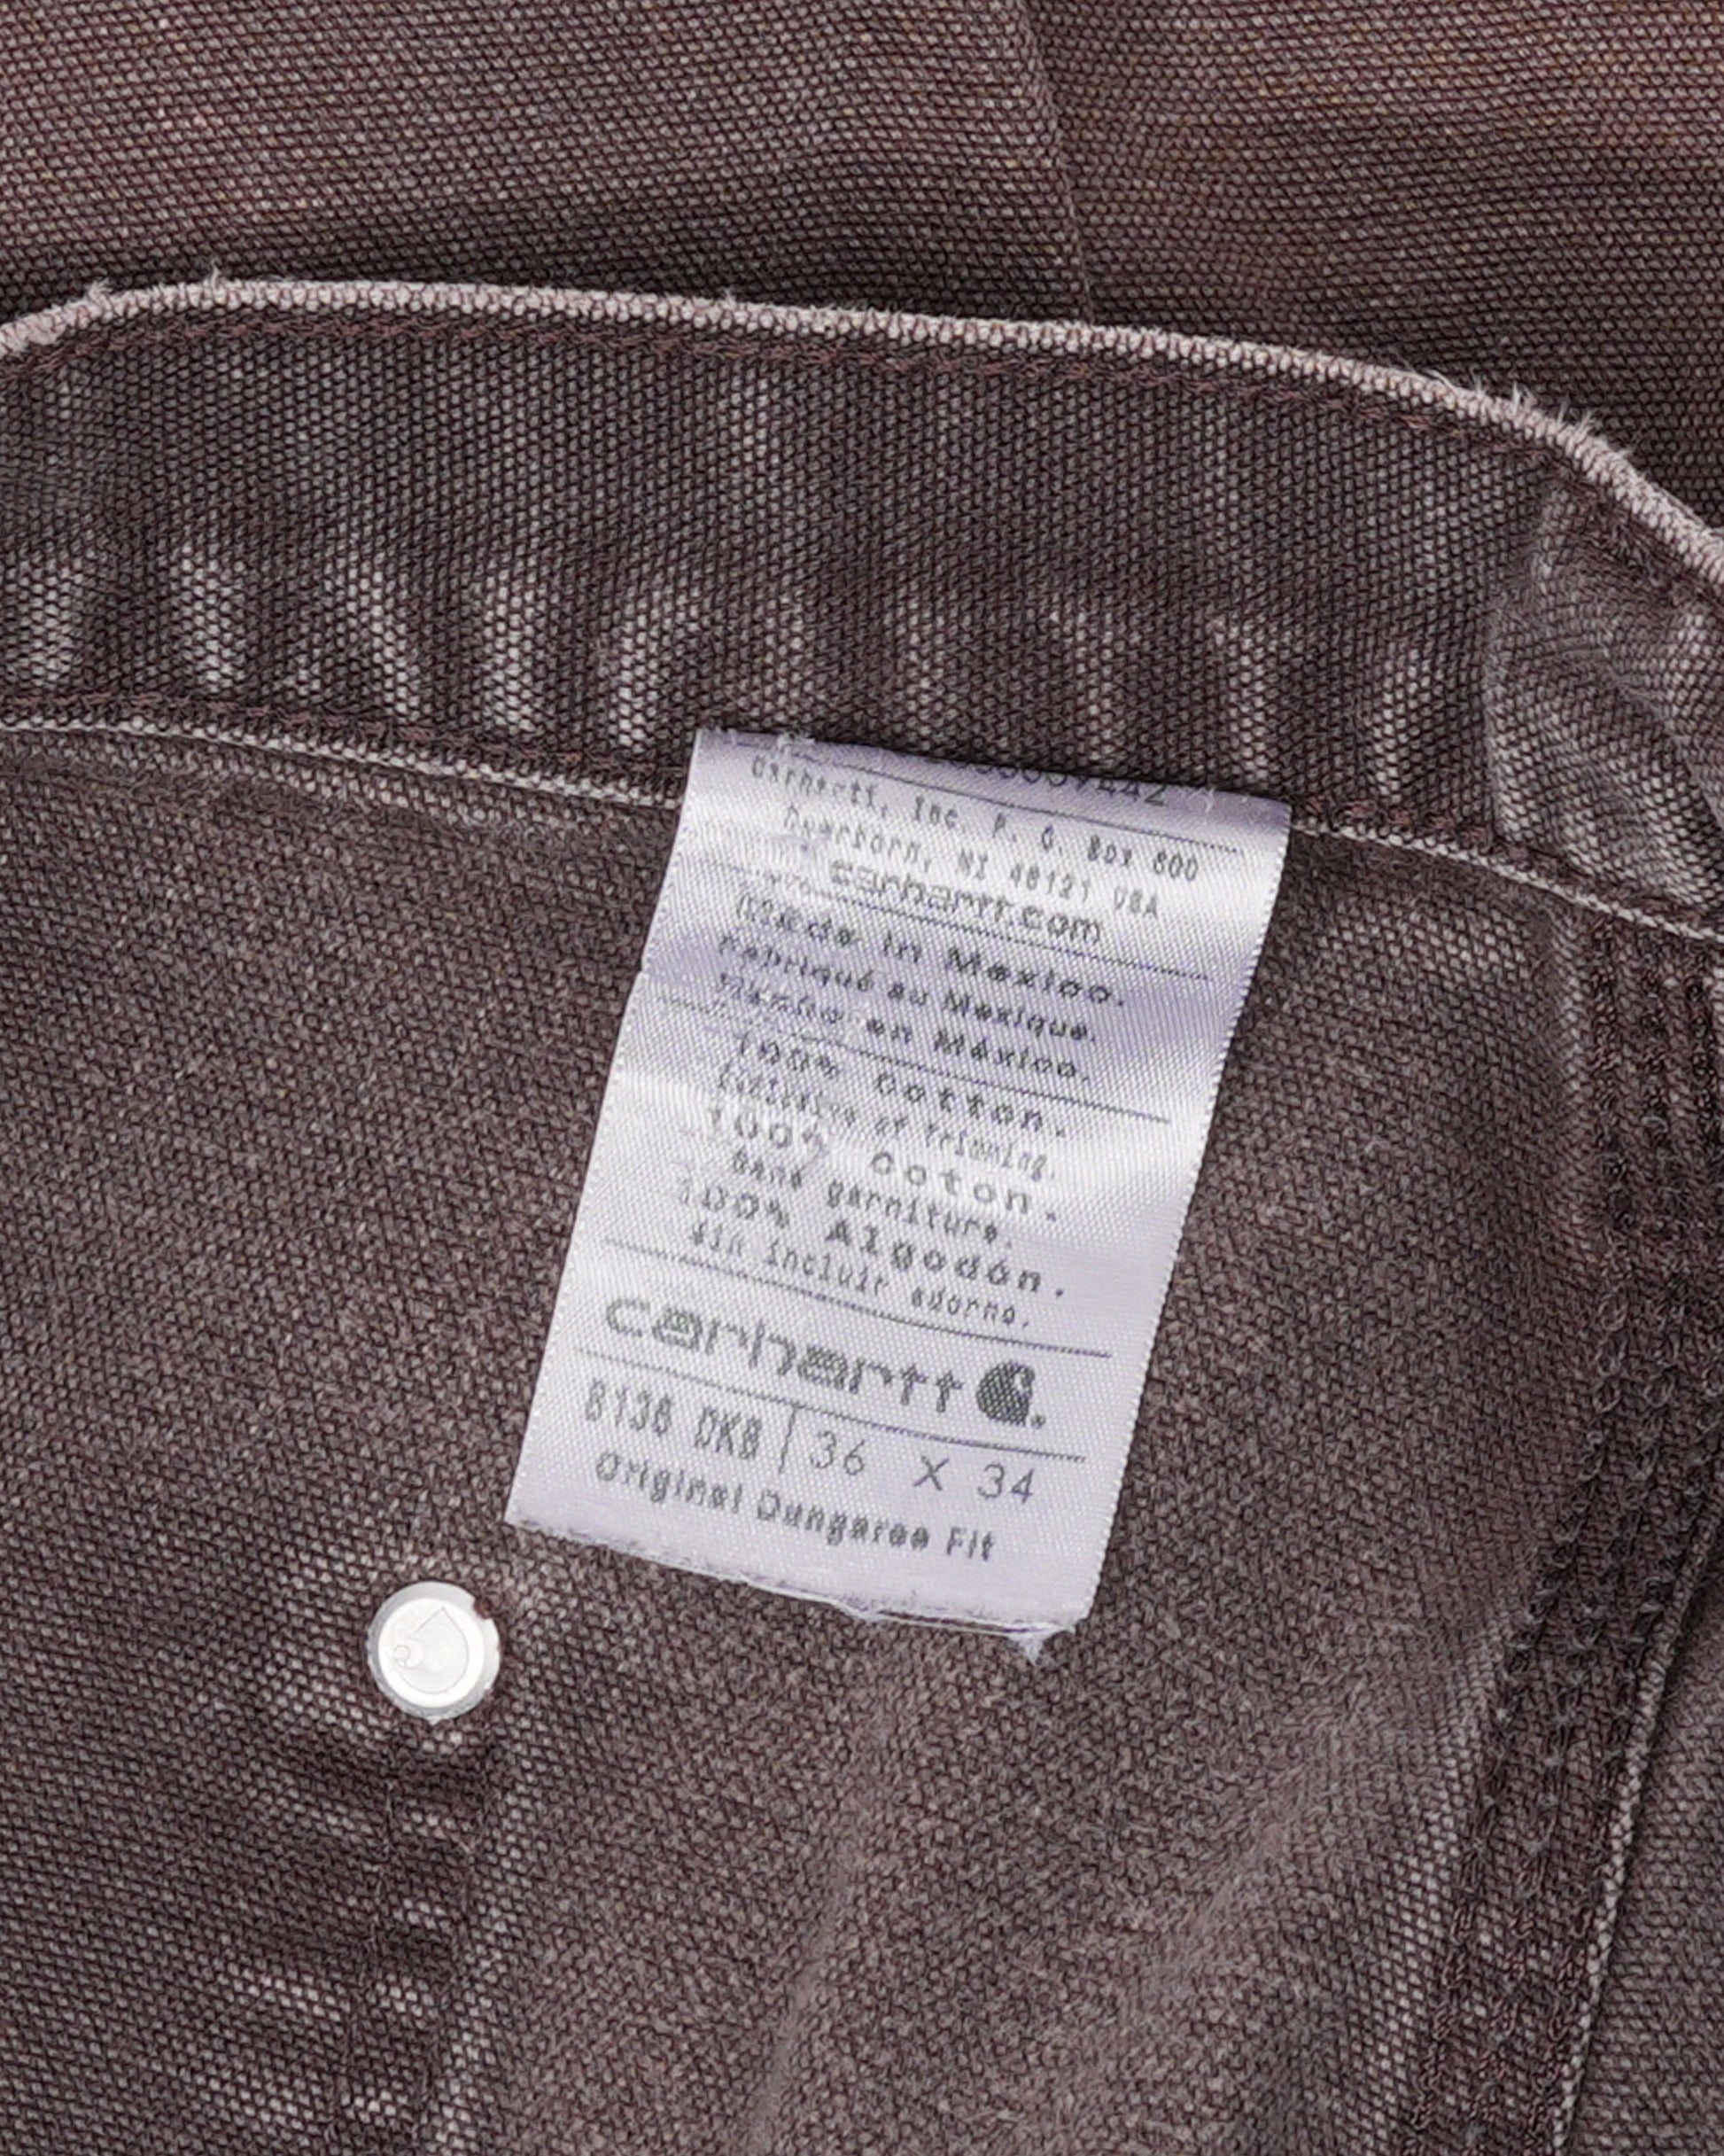 Carhartt, Inc. P. O. Box 600
Dearborn, MI 48121 USA
carhartt.com
Made in Mexico.
Fabriqué au Mexique.
Hecho en México.
100% Cotton.
Exclusive of Trimming.
100% Coton.
Sans garniture.
100% Algodón.
Sin incluir adorno.
carhartt
B136 DKB | 36 X 34
Original Dungaree Fit